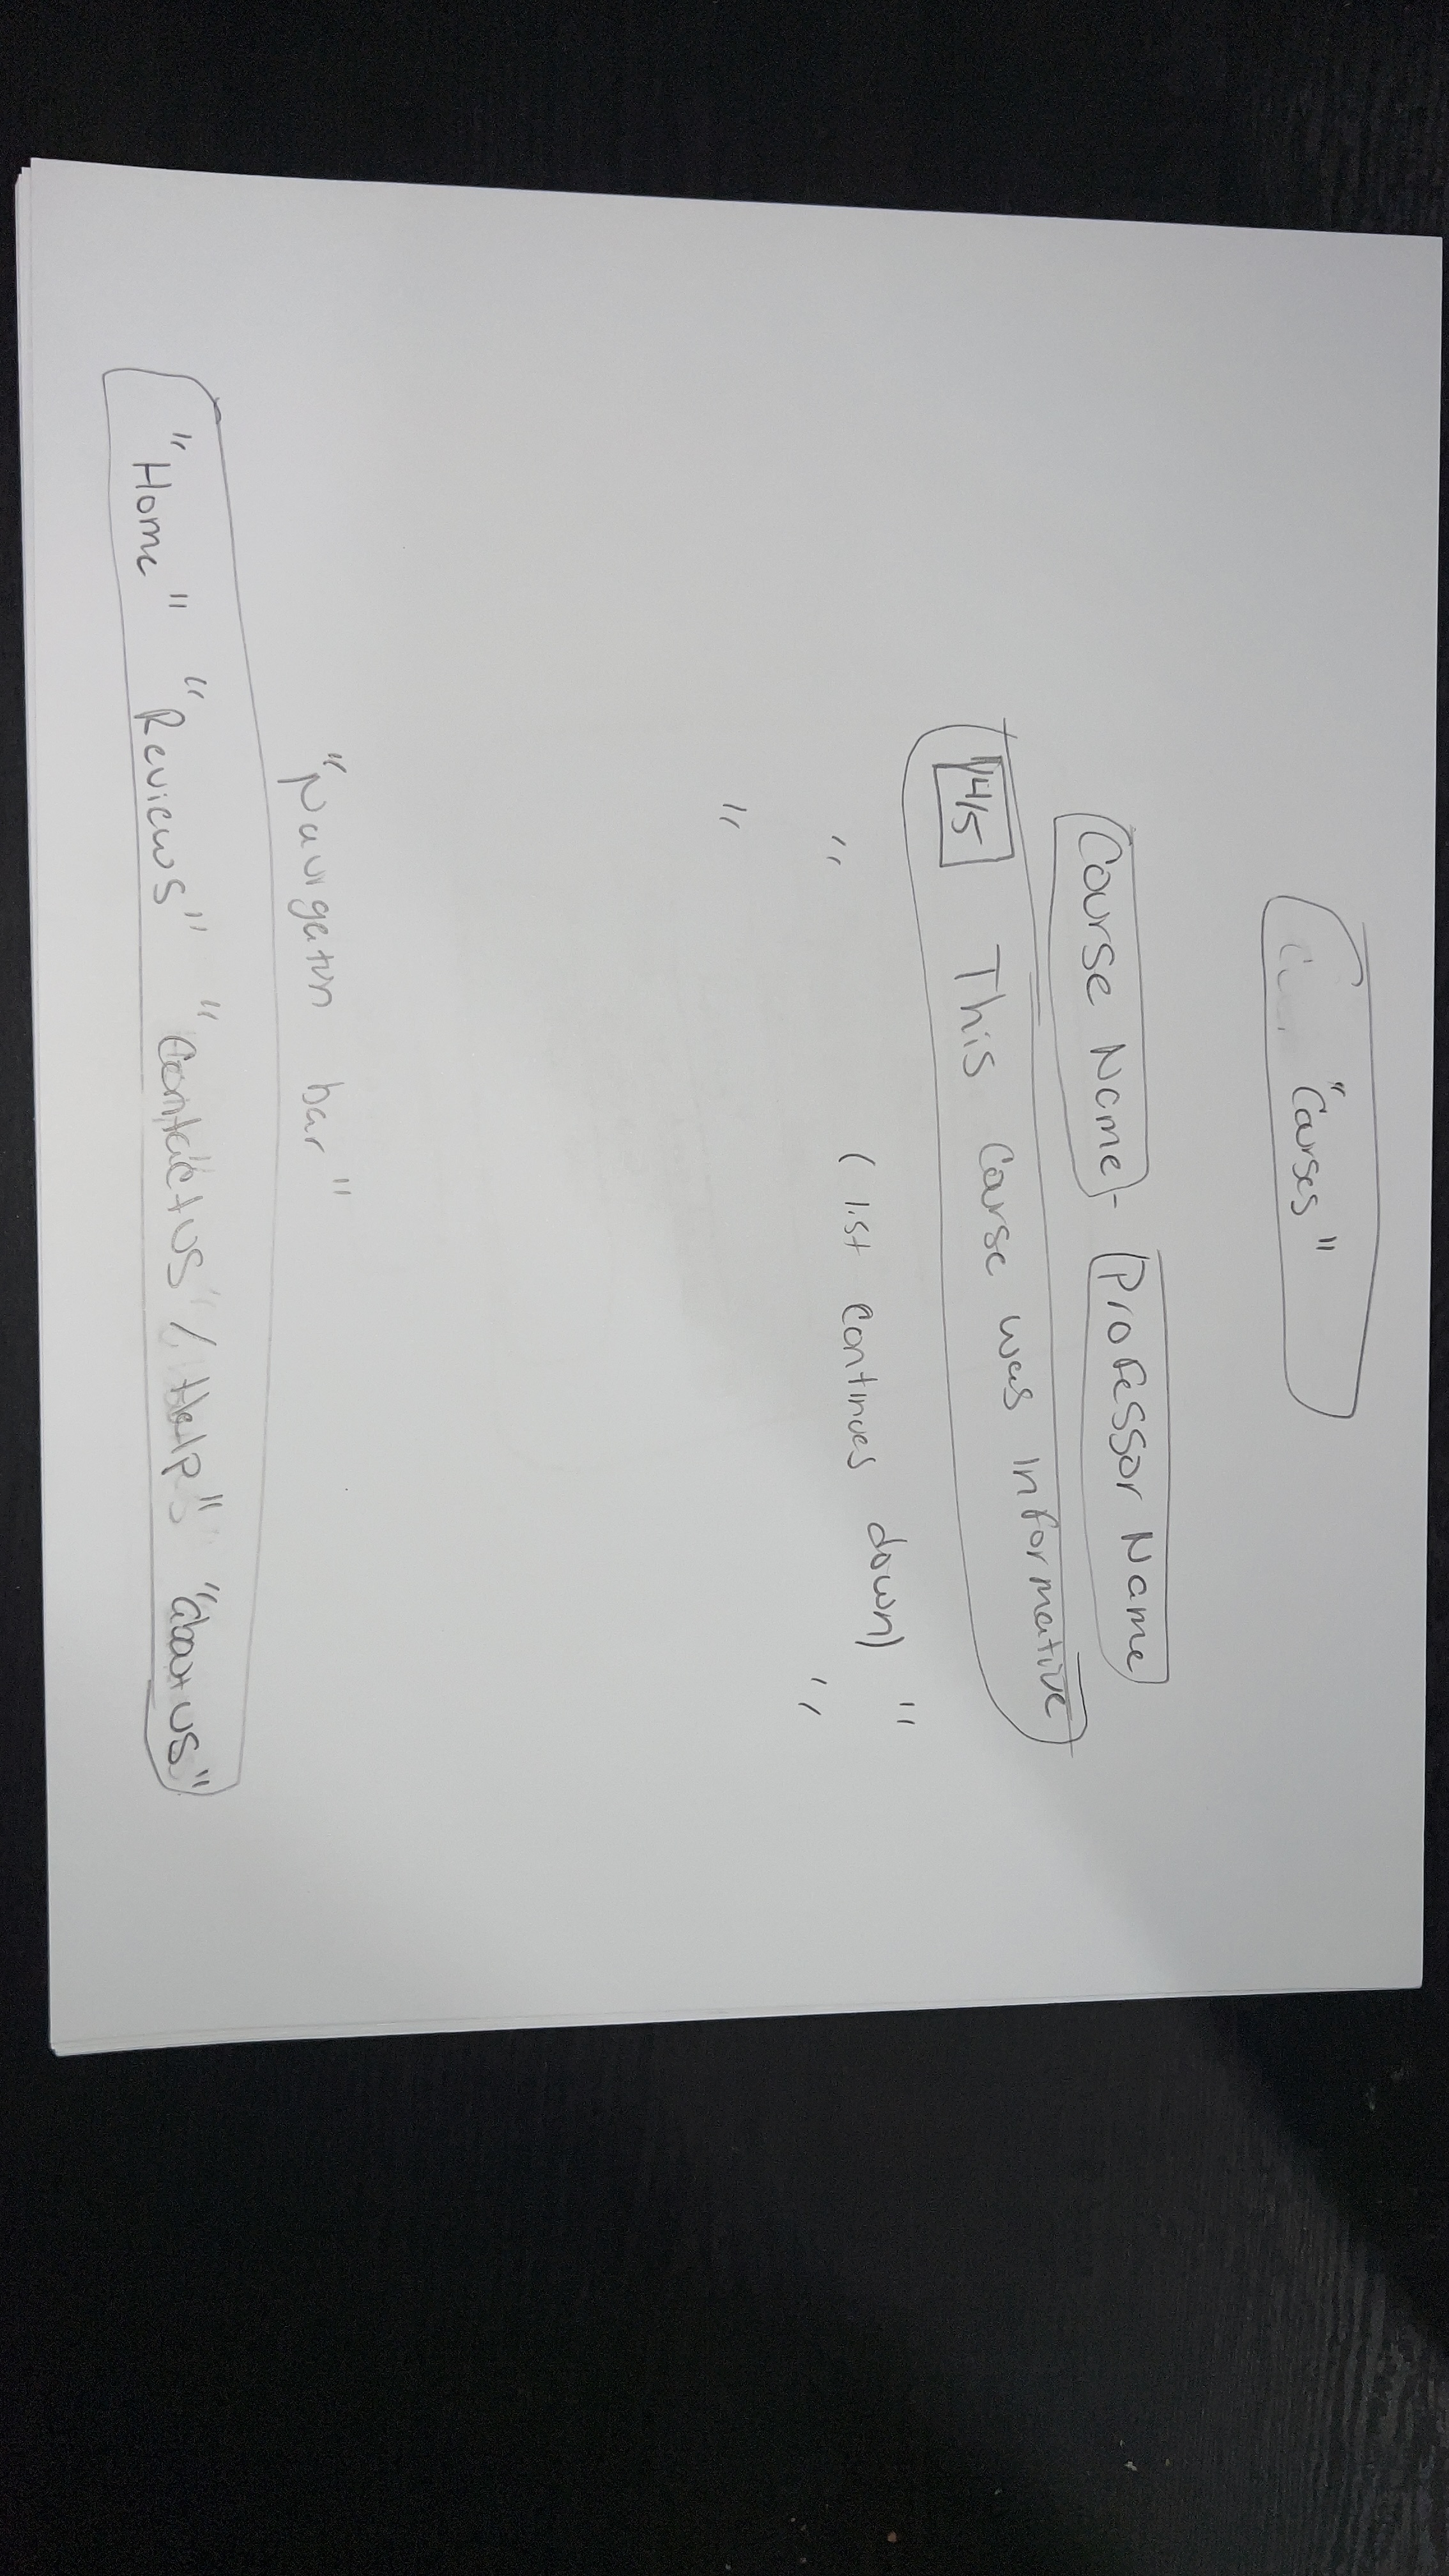 "Courses"
Course Name - Professor Name
4/5 This Course was informative
" (list continues down) "
"
"
"Navigation bar"
"Home" "Reviews" "Contact us / Help" "about us"